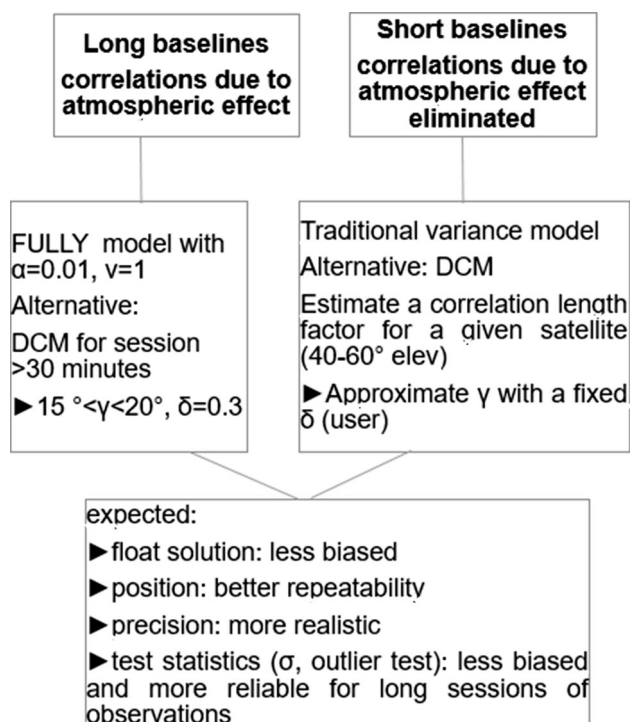 Long baselines
correlations due to
atmospheric effect
Short baselines
correlations due to
atmospheric effect
eliminated
FULLY model with
α=0.01, ν=1
Alternative:
DCM for session
>30 minutes
►15 °<γ<20°, δ=0.3
Traditional variance model
Alternative: DCM
Estimate a correlation length
factor for a given satellite
(40-60° elev)
►Approximate γ with a fixed
δ (user)
expected:
►float solution: less biased
►position: better repeatability
►precision: more realistic
►test statistics (σ, outlier test): less biased
and more reliable for long sessions of
observations